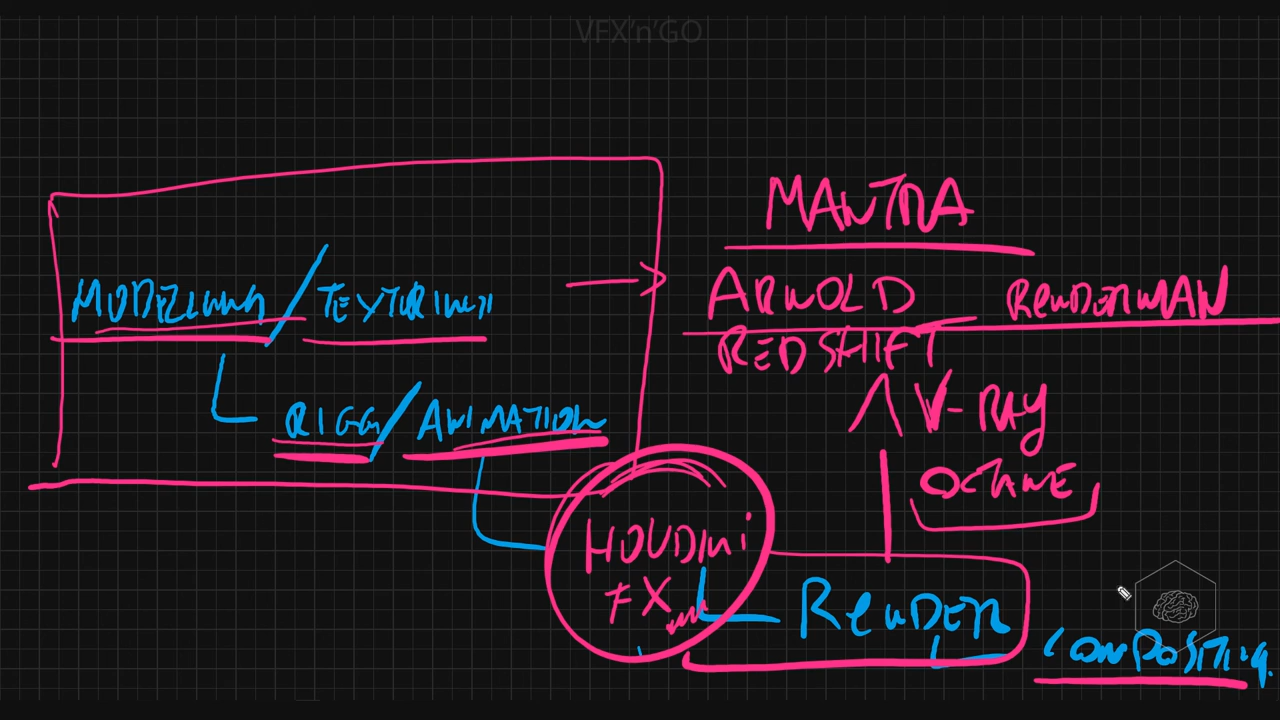 VFX'n'GO
MANTRA
MODELING / TEXTURING
ARNOLD RENDERMAN
REDSHIFT
V-RAY
RIGG / ANIMATION
OCTANE
HOUDINI
FX
RENDER
COMPOSITING.